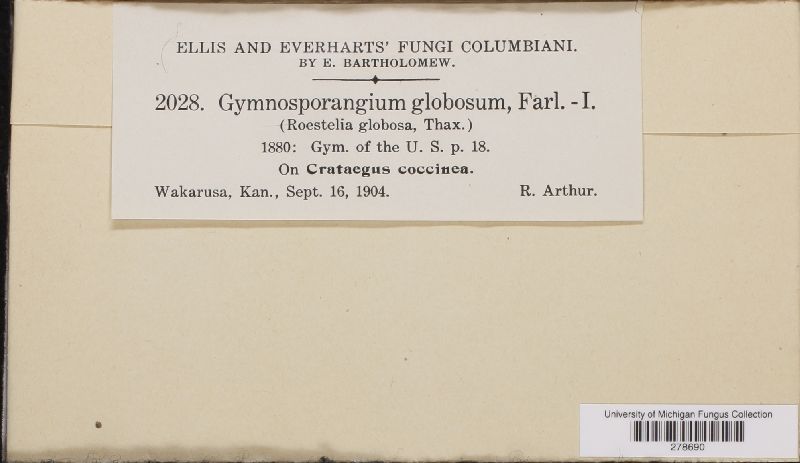 ELLIS AND EVERHARTS' FUNGI COLUMBIANI.
BY E. BARTHOLOMEW.
2028. Gymnosporangium globosum, Farl. - I.
(Roestelia globosa, Thax.)
1880: Gym. of the U. S. p. 18.
On Crataegus coccinea.
Wakarusa, Kan., Sept. 16, 1904. R. Arthur.
University of Michigan Fungus Collection
278690